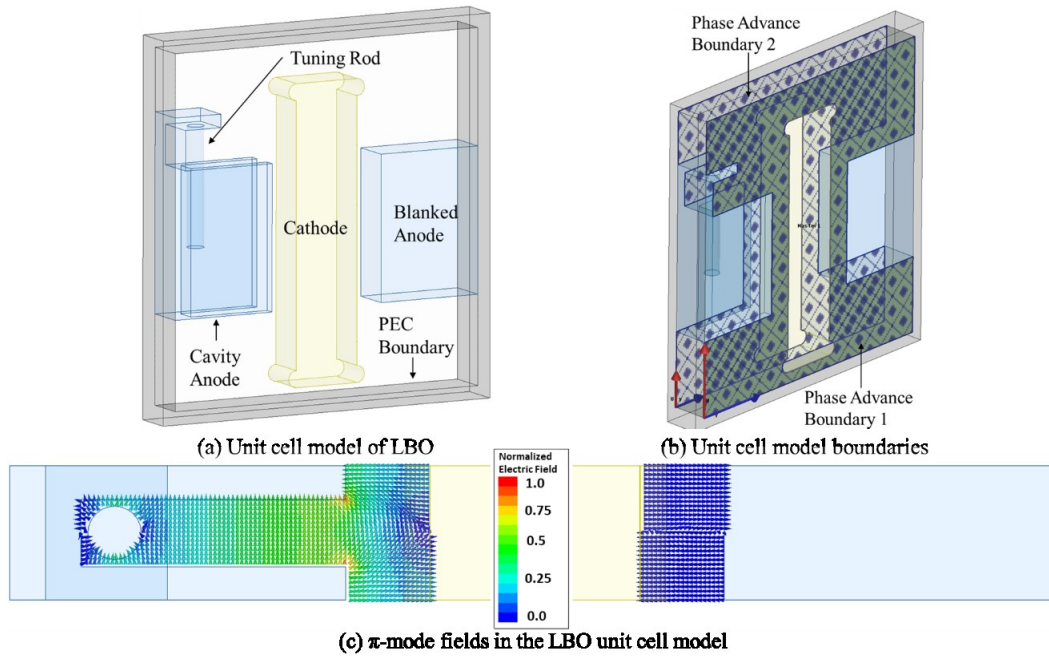 Tuning Rod
Cathode
Blanked
Anode
PEC
Boundary
Cavity
Anode
(a) Unit cell model of LBO
Phase Advance
Boundary 2
Phase Advance
Boundary 1
(b) Unit cell model boundaries
Normalized
Electric Field
1.0
0.75
0.5
0.25
0.0
(c) π-mode fields in the LBO unit cell model